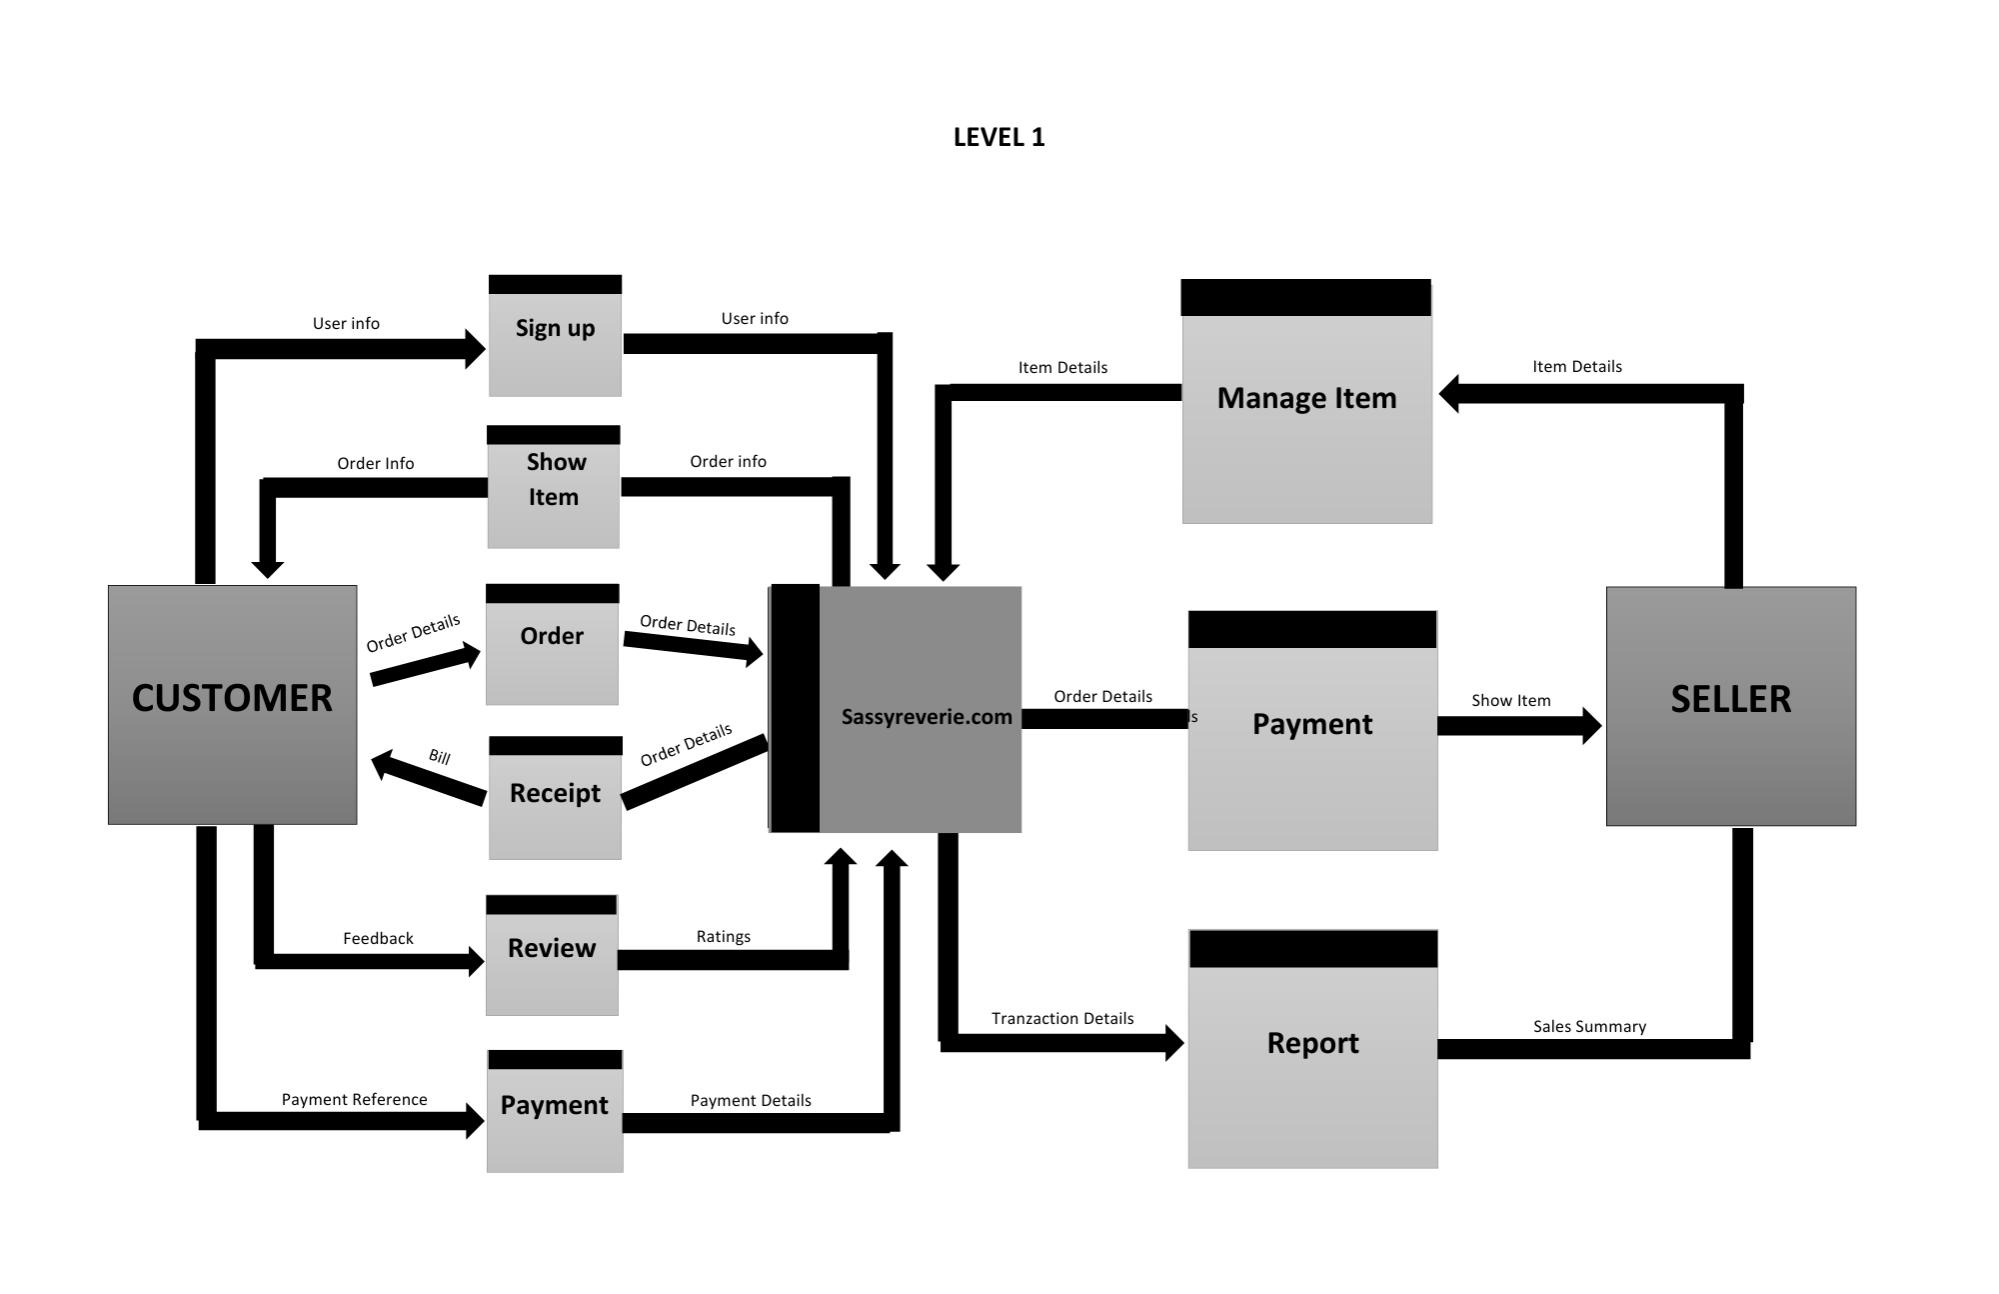 LEVEL 1
User info
Sign up
User info
Item Details
Manage Item
Item Details
Order Info
Show
Item
Order info
Order Details
Order
Order Details
CUSTOMER
Bill
Receipt
Order Details
Sassyreverie.com
Order Details
ls
Payment
Show Item
SELLER
Feedback
Review
Ratings
Tranzaction Details
Report
Sales Summary
Payment Reference
Payment
Payment Details